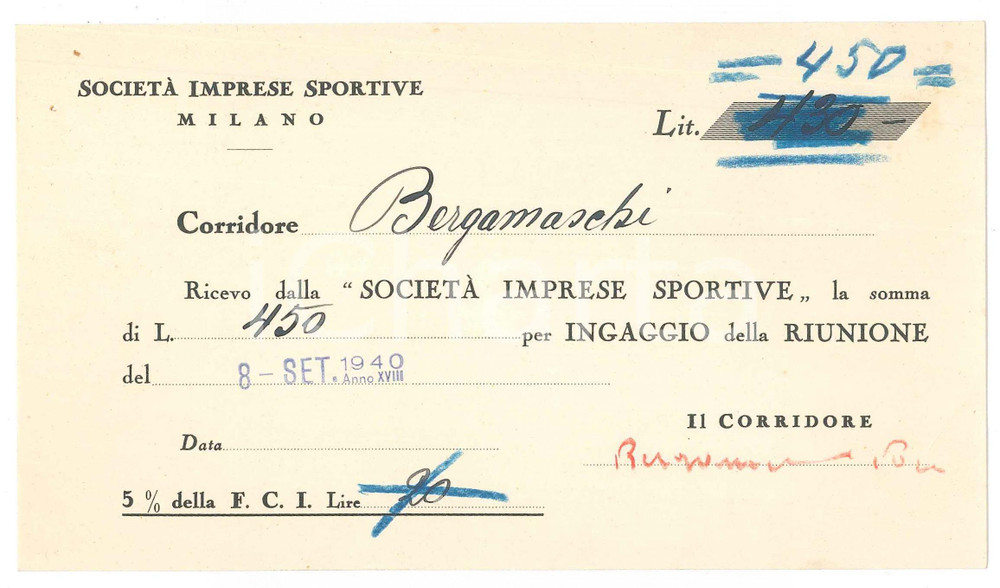 = 450 =
SOCIETÀ IMPRESE SPORTIVE
MILANO
Lit. 430 -
Corridore Bergamaschi
Ricevo dalla “ SOCIETÀ IMPRESE SPORTIVE „ la somma
di L. 450 per INGAGGIO della RIUNIONE
del 8 - SET. 1940
Anno XVIII
Il CORRIDORE
Data
5 % della F. C. I. Lire 20